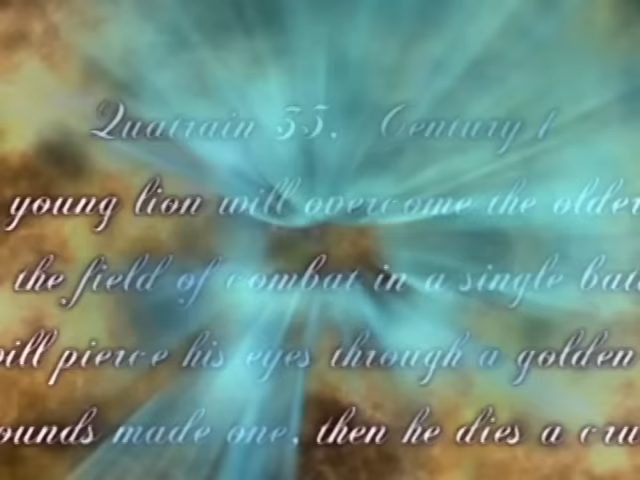 Quatrain 35, Century 1
young lion will overcome the older
the field of combat in a single batt
will pierce his eyes through a golden
ounds made one, then he dies a cru